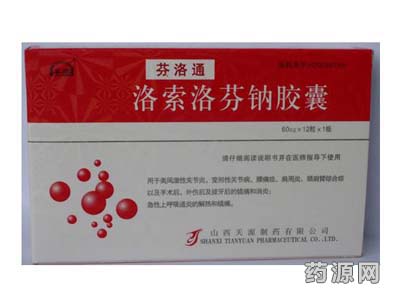 芬洛通
洛索洛芬钠胶囊
60mg×12粒×1板
请仔细阅读说明书并在医师指导下使用
用于类风湿性关节炎、变形性关节病、腰痛症、肩周炎、颈肩臂综合症
以及手术后、外伤后及拔牙后的镇痛和消炎;
急性上呼吸道炎的解热和镇痛。
山西天源制药有限公司
SHANXI TIANYUAN PHARMACEUTICAL CO.,LTD.
药源网